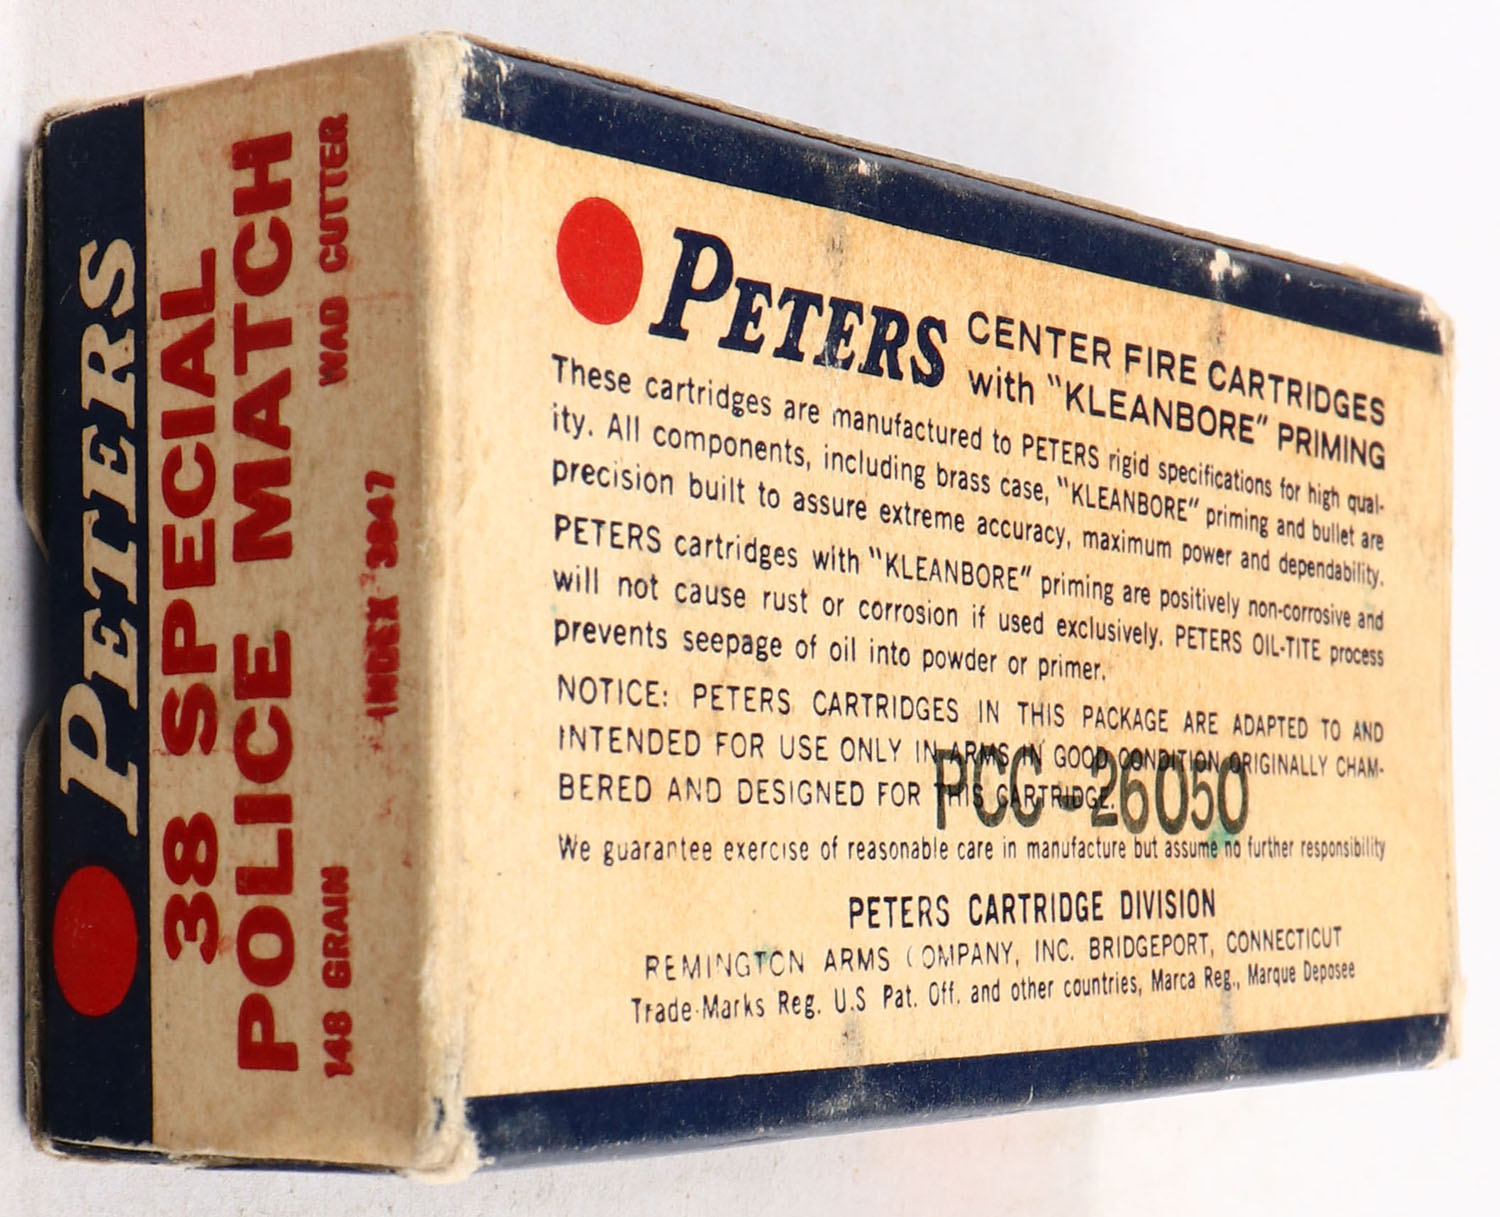 PETERS
38 SPECIAL
POLICE MATCH
148 GRAIN WAD CUTTER
INDEX 3847
PETERS
CENTER FIRE CARTRIDGES
with "KLEANBORE" PRIMING
These cartridges are manufactured to PETERS rigid specifications for high qual-
ity. All components, including brass case, "KLEANBORE" priming and bullet are
precision built to assure extreme accuracy, maximum power and dependability.
PETERS cartridges with "KLEANBORE" priming are positively non-corrosive and
will not cause rust or corrosion if used exclusively. PETERS OIL-TITE process
prevents seepage of oil into powder or primer.
NOTICE: PETERS CARTRIDGES IN THIS PACKAGE ARE ADAPTED TO AND
INTENDED FOR USE ONLY IN ARMS IN GOOD CONDITION ORIGINALLY CHAM-
BERED AND DESIGNED FOR THIS CARTRIDGE.
PCC-26050
We guarantee exercise of reasonable care in manufacture but assume no further responsibility
PETERS CARTRIDGE DIVISION
REMINGTON ARMS COMPANY, INC. BRIDGEPORT, CONNECTICUT
Trade-Marks Reg. U.S Pat. Off. and other countries, Marca Reg., Marque Deposee